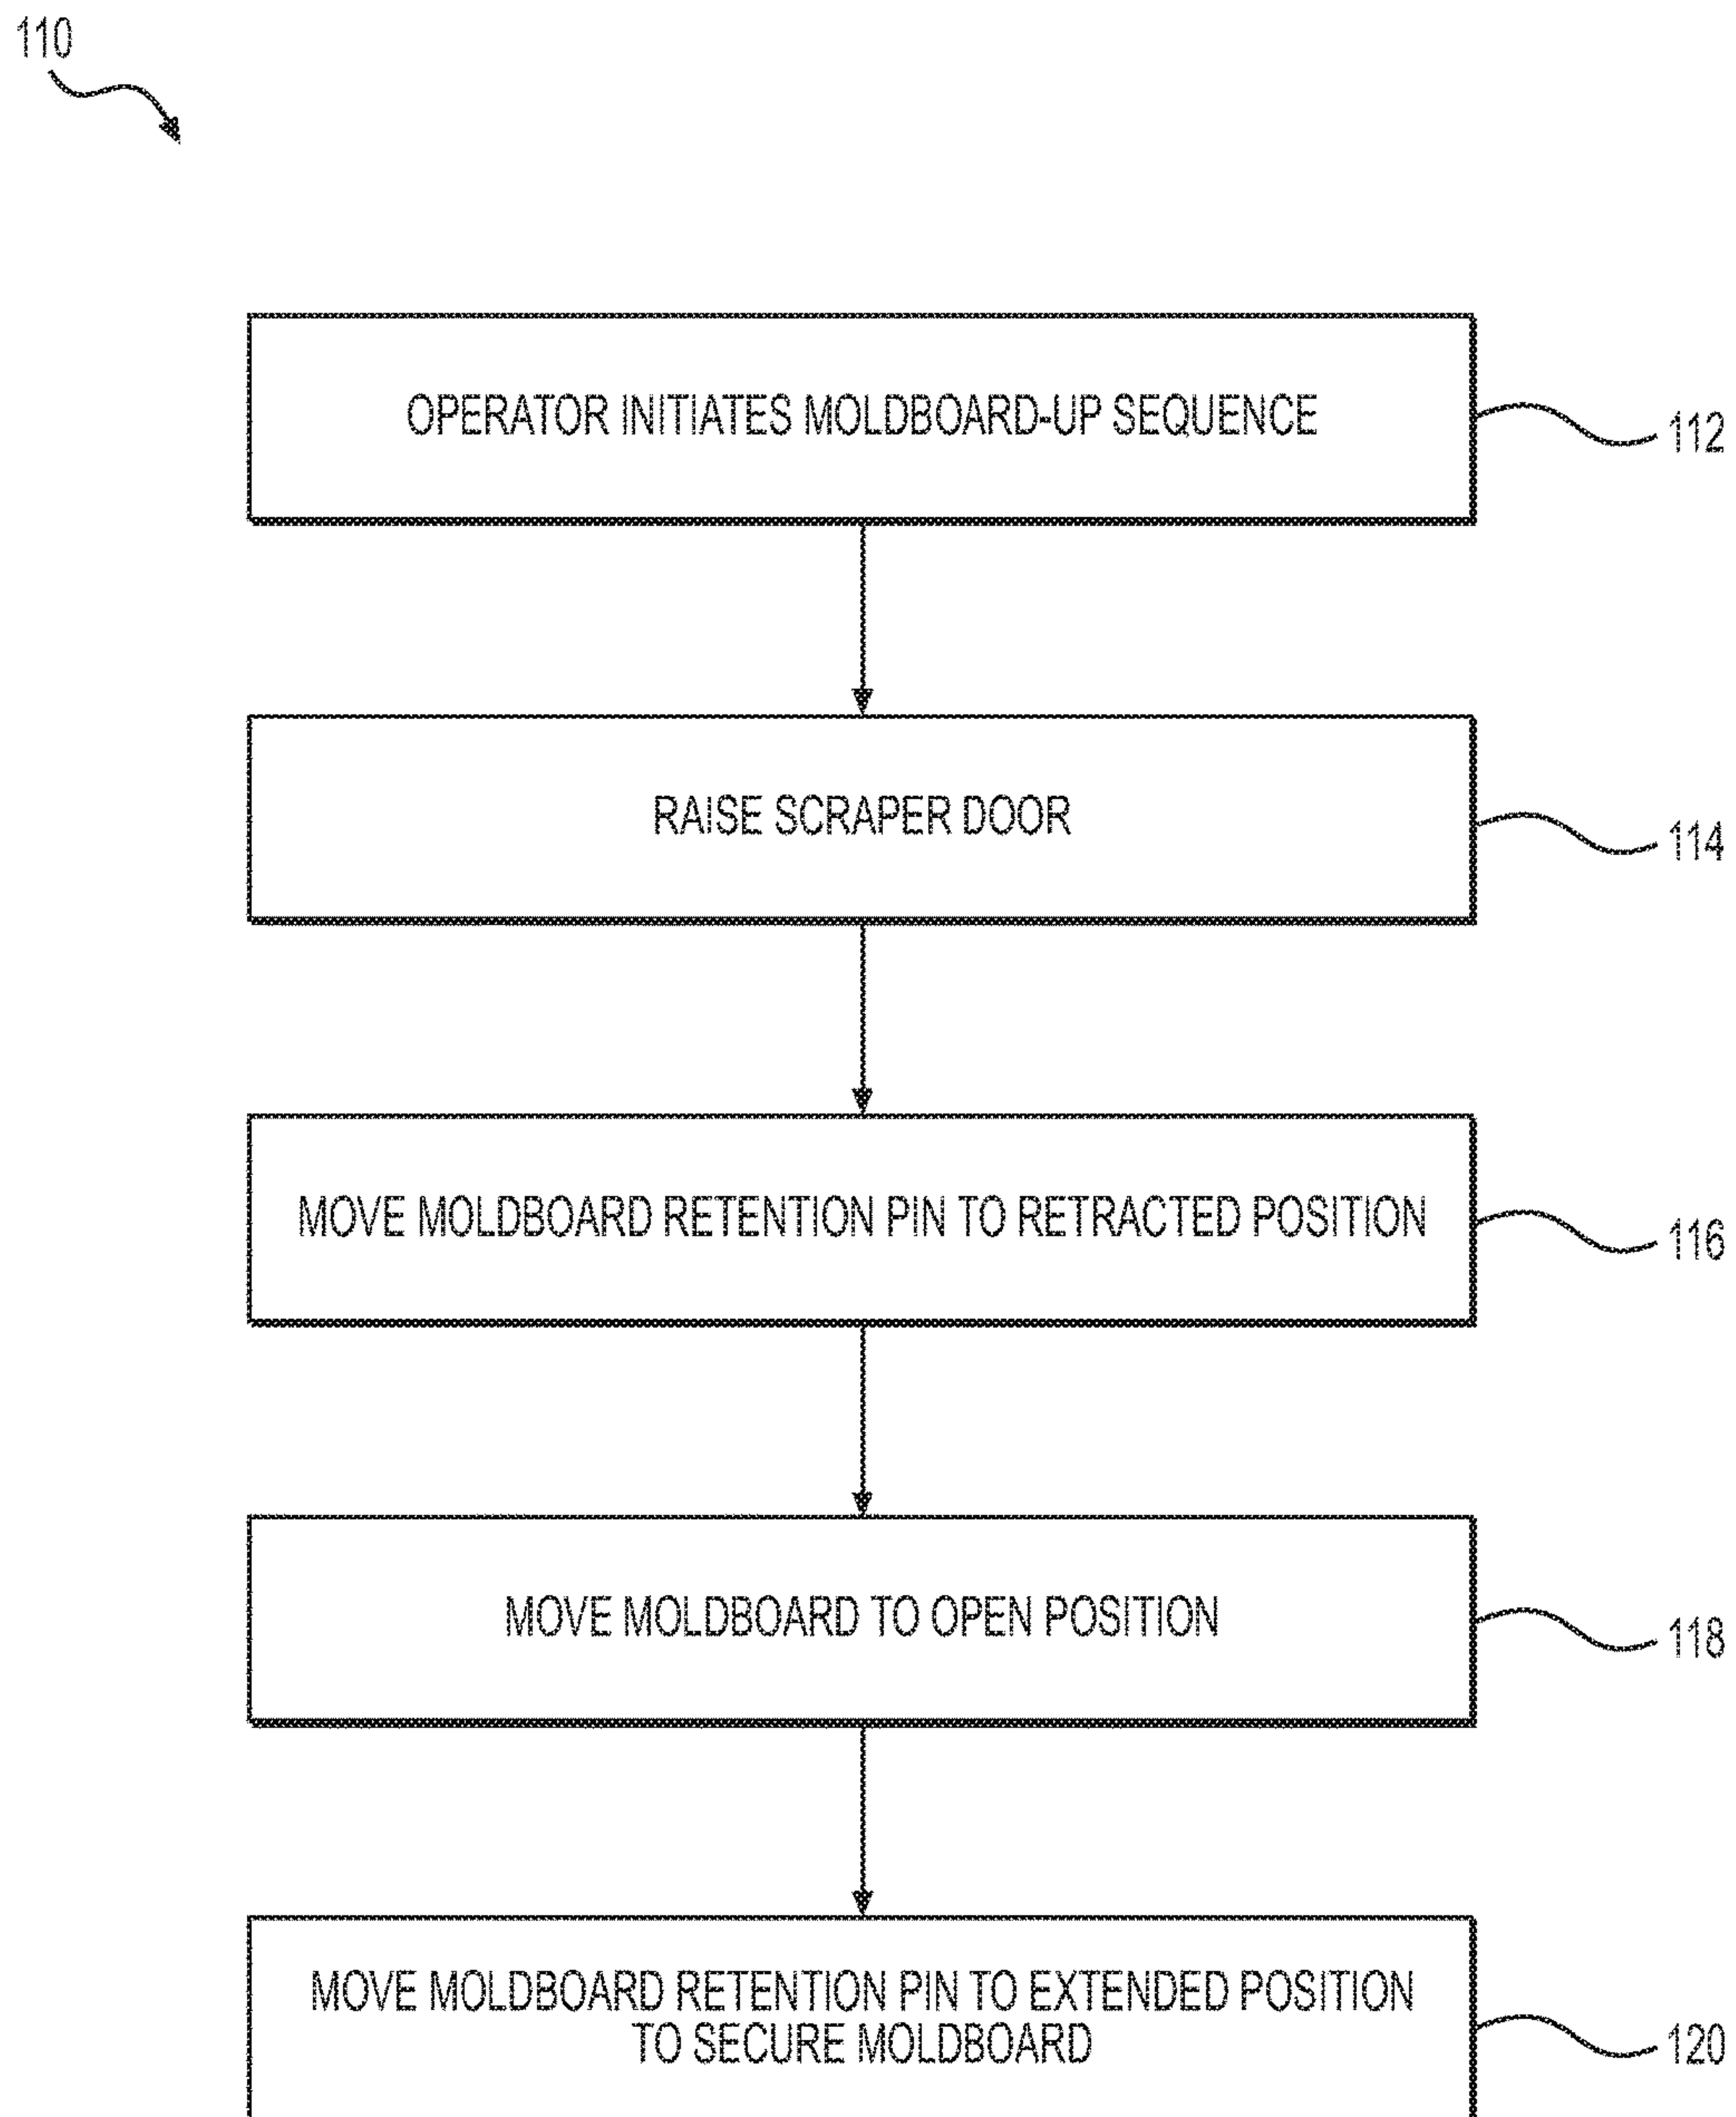 110
OPERATOR INITIATES MOLDBOARD-UP SEQUENCE
112
RAISE SCRAPER DOOR
114
MOVE MOLDBOARD RETENTION PIN TO RETRACTED POSITION
116
MOVE MOLDBOARD TO OPEN POSITION
118
MOVE MOLDBOARD RETENTION PIN TO EXTENDED POSITION
TO SECURE MOLDBOARD
120